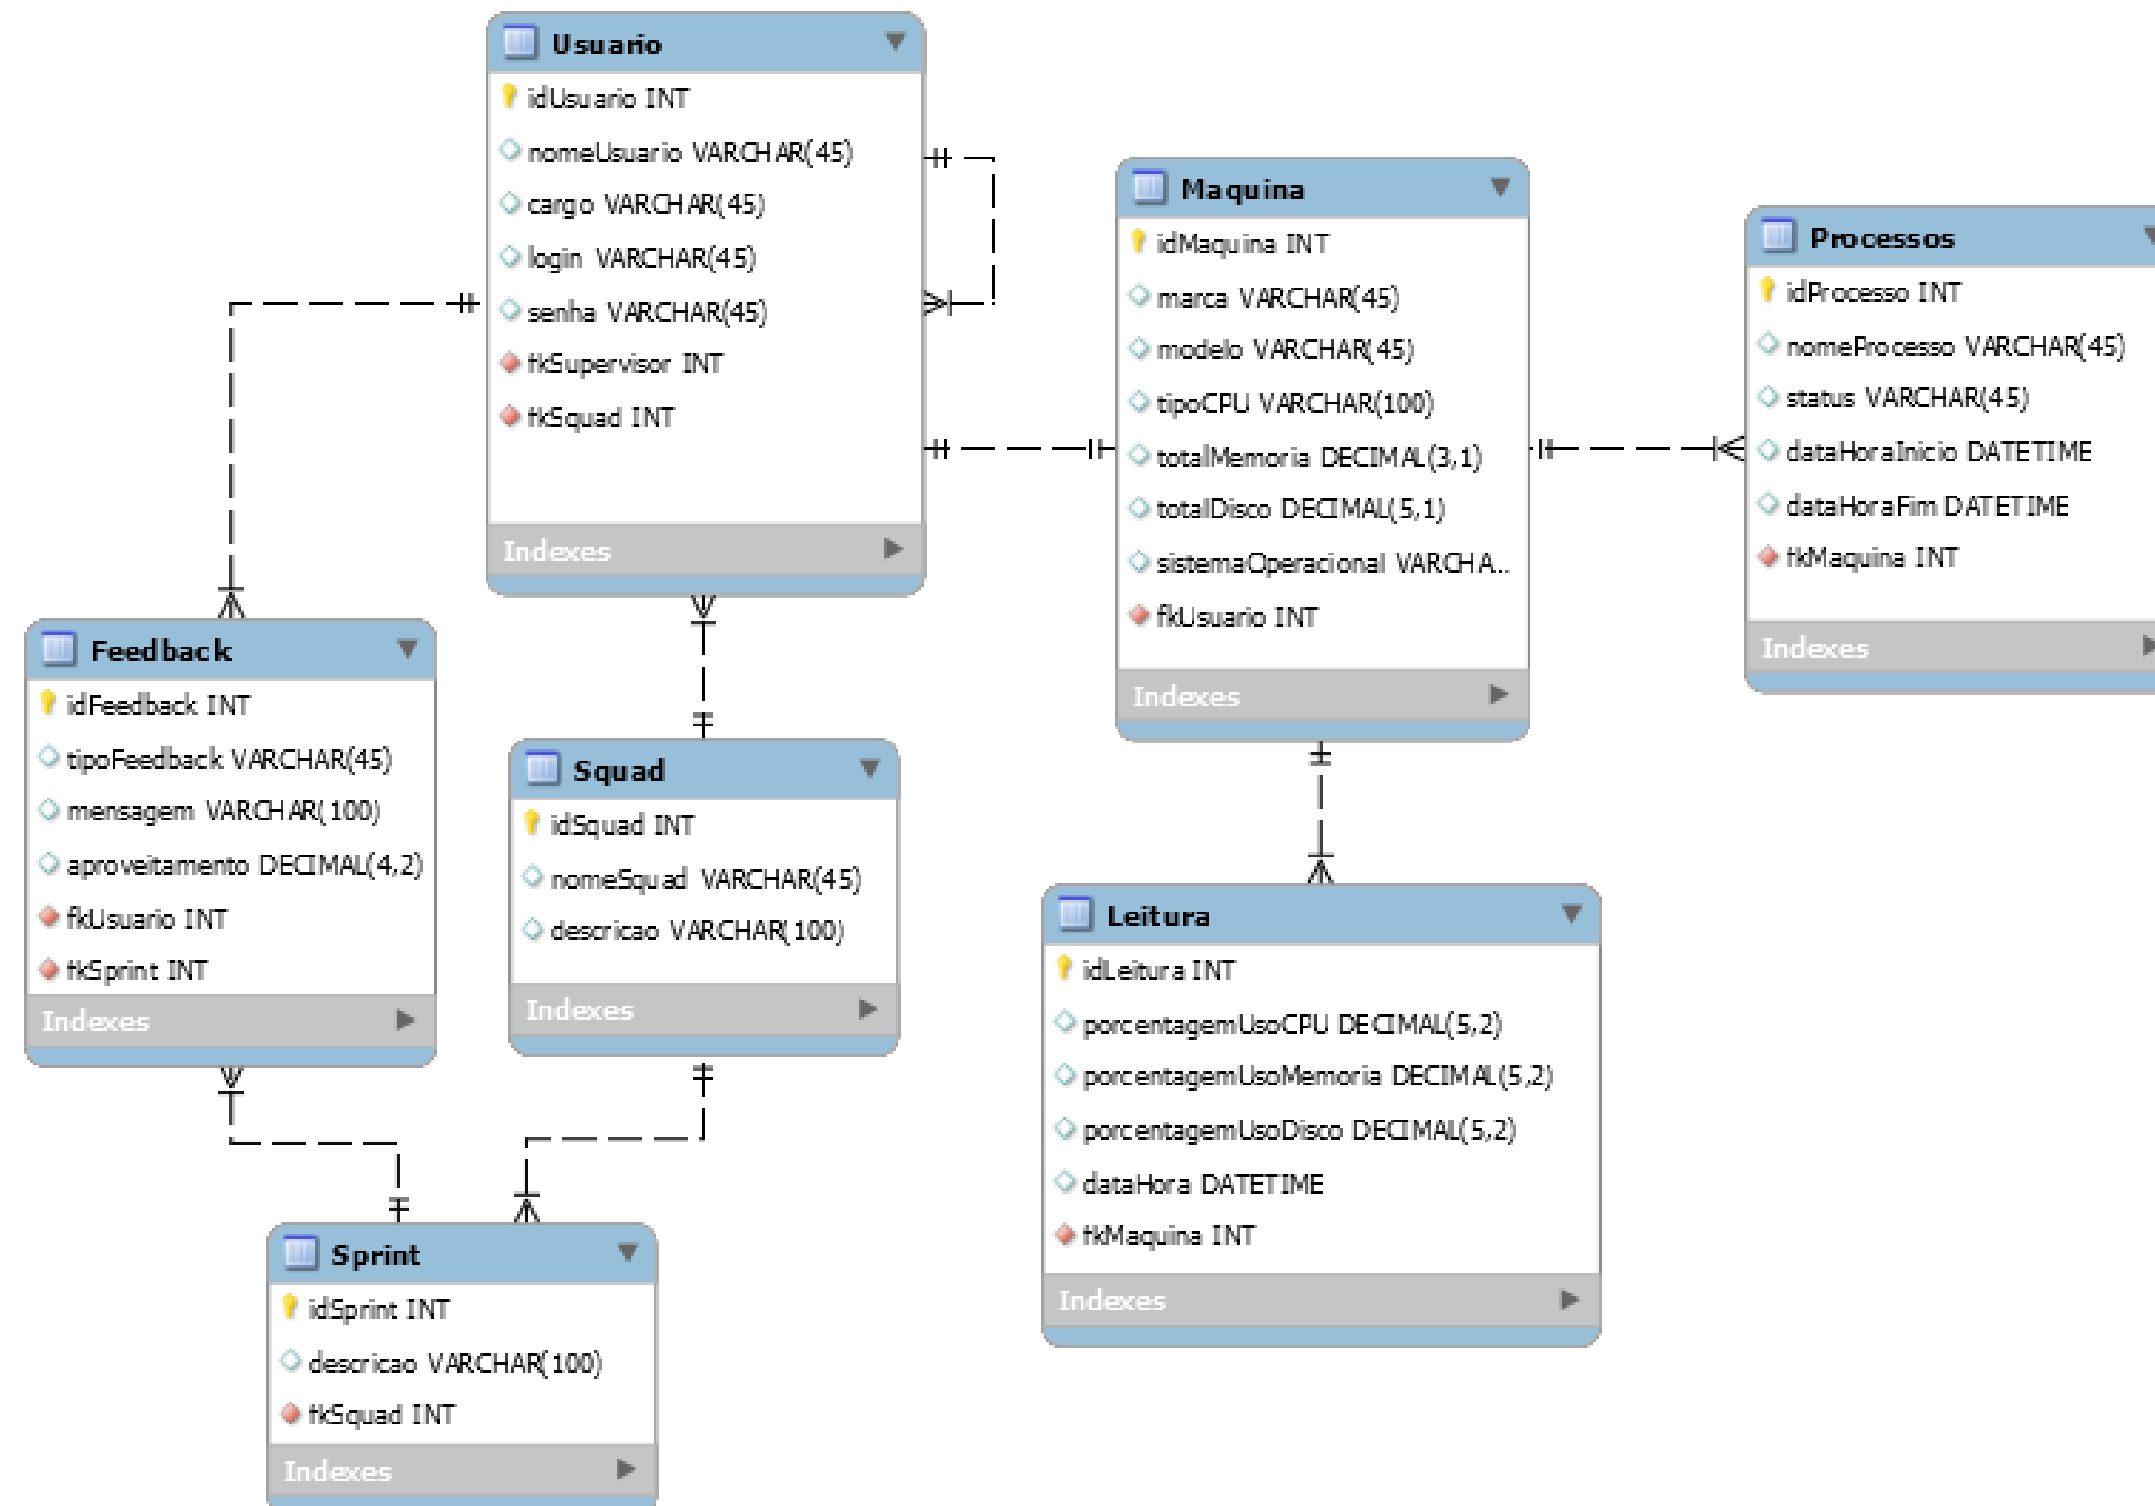 Usuario
idUsuario INT
nomeUsuario VARCHAR(45)
cargo VARCHAR(45)
login VARCHAR(45)
senha VARCHAR(45)
fkSupervisor INT
fkSquad INT
Indexes
Maquina
idMaquina INT
marca VARCHAR(45)
modelo VARCHAR(45)
tipoCPU VARCHAR(100)
totalMemoria DECIMAL(3,1)
totalDisco DECIMAL(5,1)
sistemaOperacional VARCHA...
fkUsuario INT
Indexes
Processos
idProcesso INT
nomeProcesso VARCHAR(45)
status VARCHAR(45)
dataHoraInicio DATETIME
dataHoraFim DATETIME
fkMaquina INT
Indexes
Feedback
idFeedback INT
tipoFeedback VARCHAR(45)
mensagem VARCHAR(100)
aproveitamento DECIMAL(4,2)
fkUsuario INT
fkSprint INT
Indexes
Squad
idSquad INT
nomeSquad VARCHAR(45)
descricao VARCHAR(100)
Indexes
Leitura
idLeitura INT
porcentagemUsoCPU DECIMAL(5,2)
porcentagemUsoMemoria DECIMAL(5,2)
porcentagemUsoDisco DECIMAL(5,2)
dataHora DATETIME
fkMaquina INT
Indexes
Sprint
idSprint INT
descricao VARCHAR(100)
fkSquad INT
Indexes